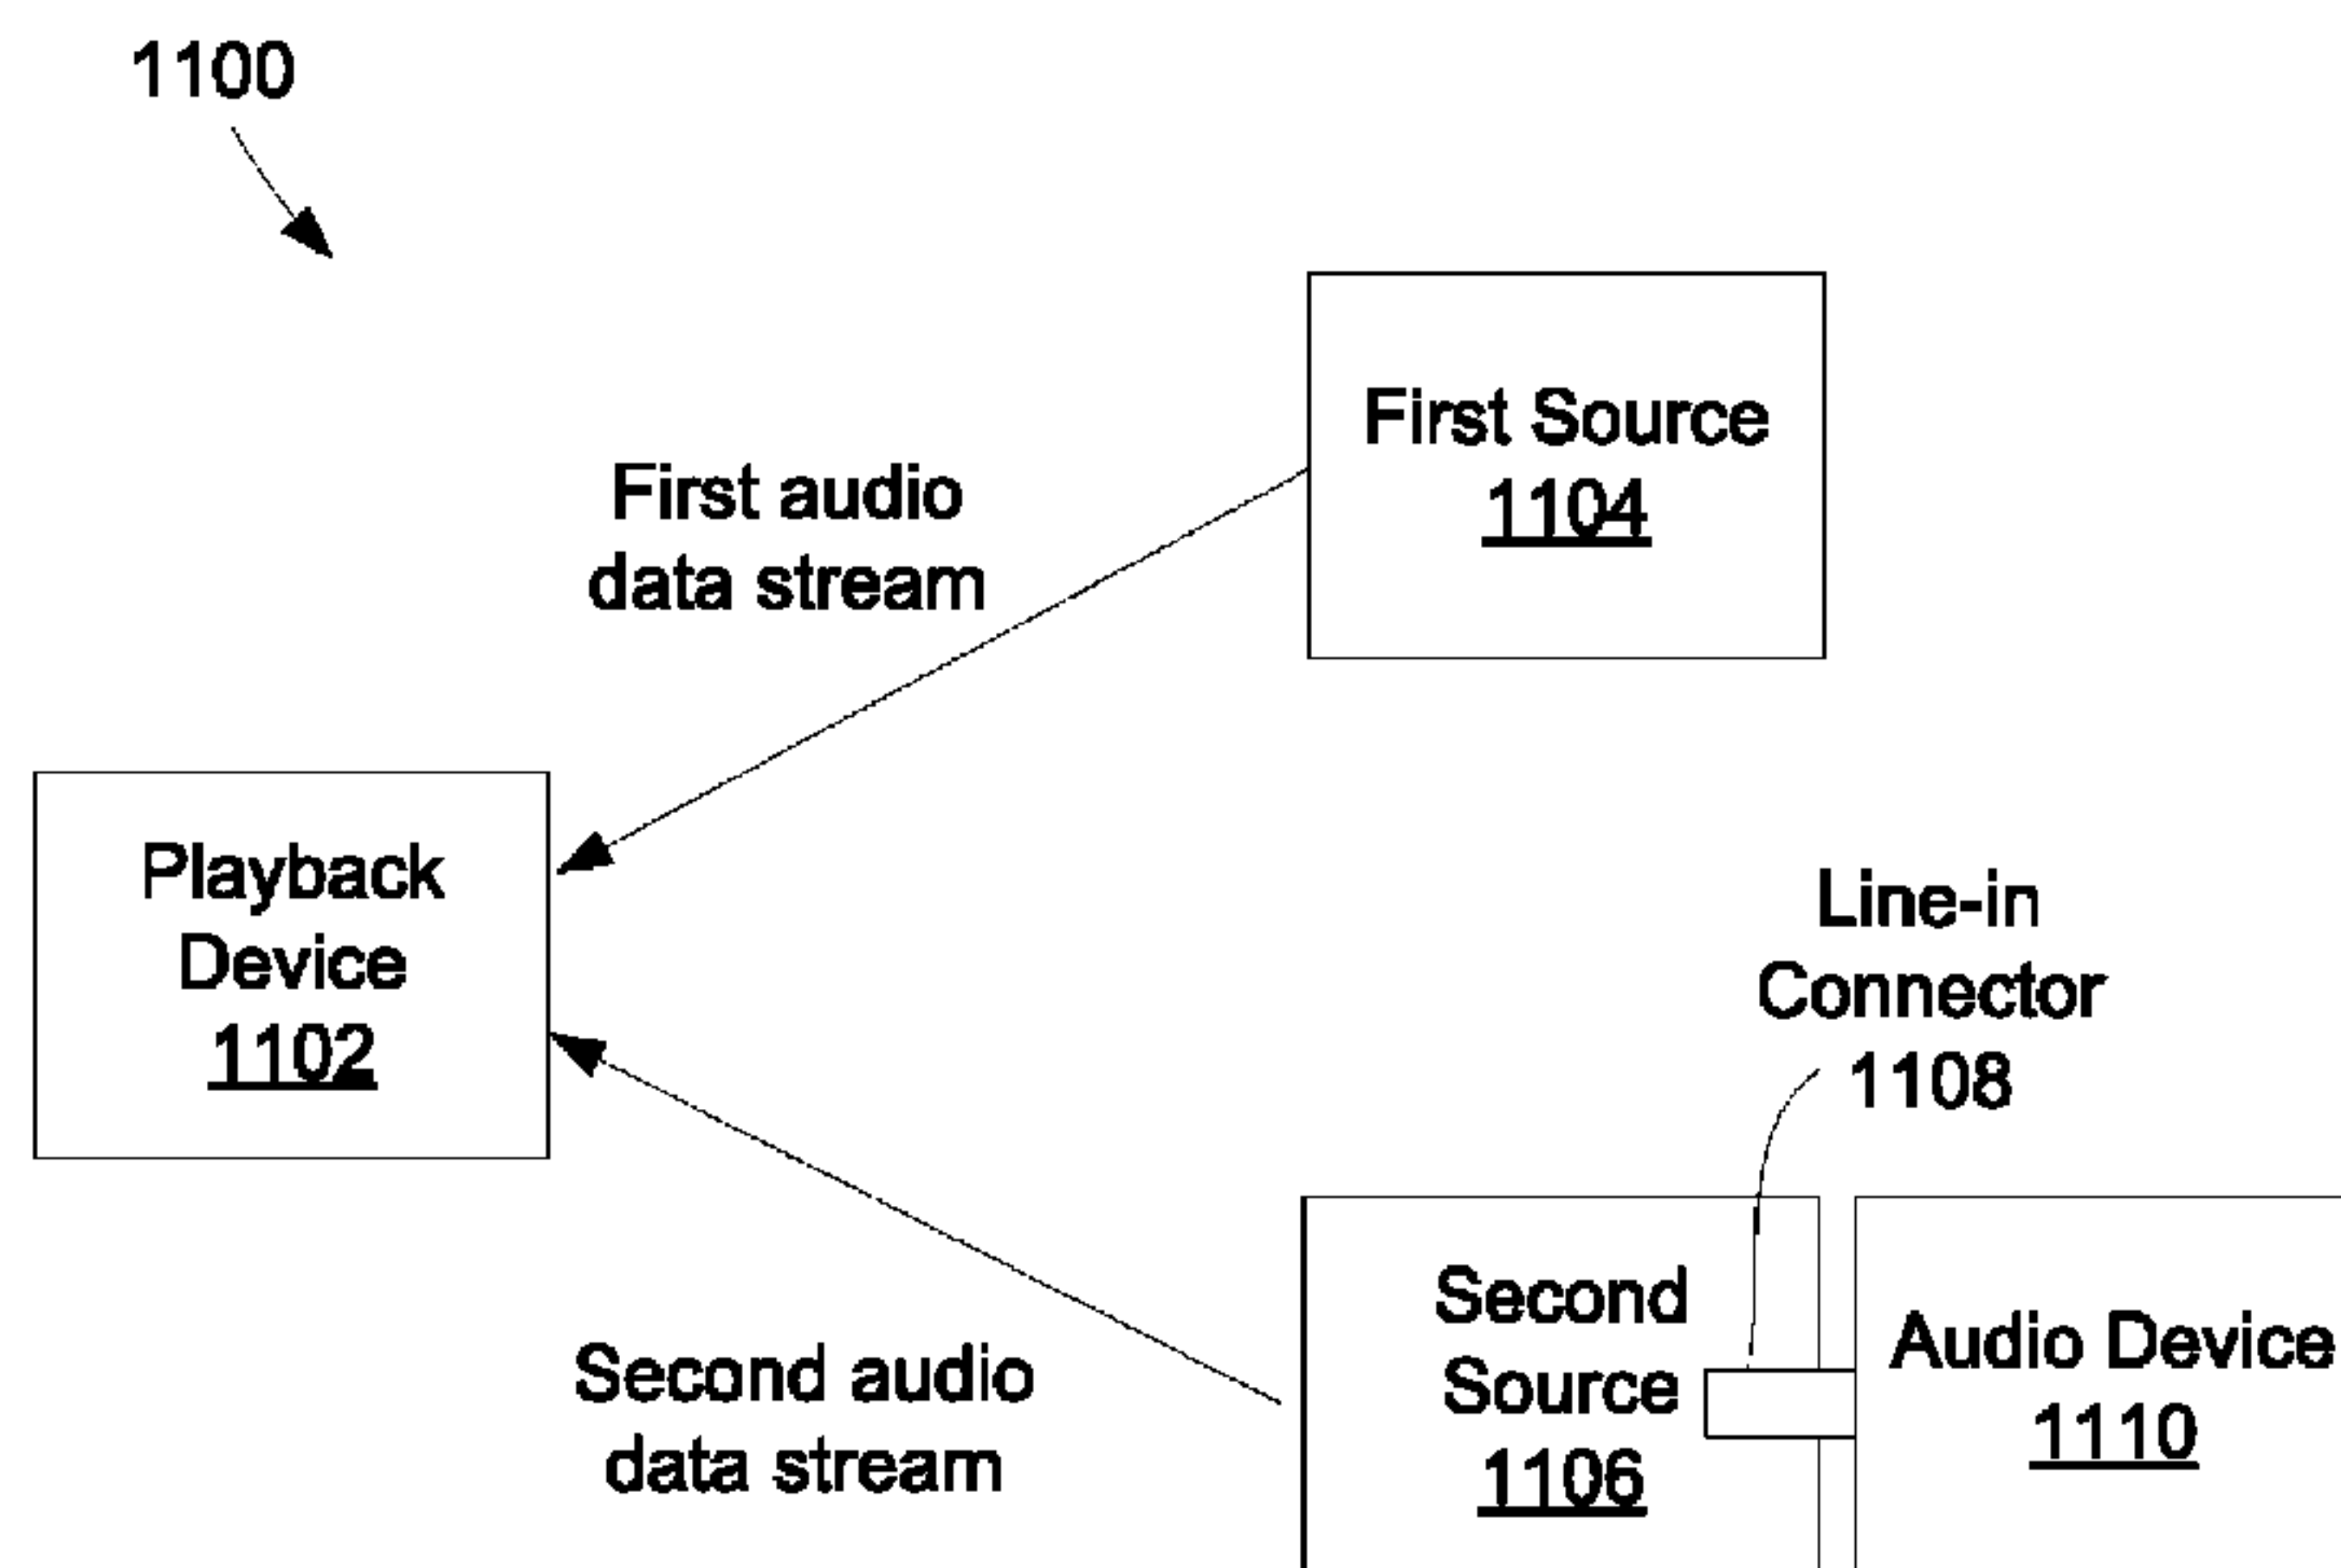 1100
First Source
1104
First audio
data stream
Playback
Device
1102
Line-in
Connector
1108
Second
Source
1106
Audio Device
1110
Second audio
data stream